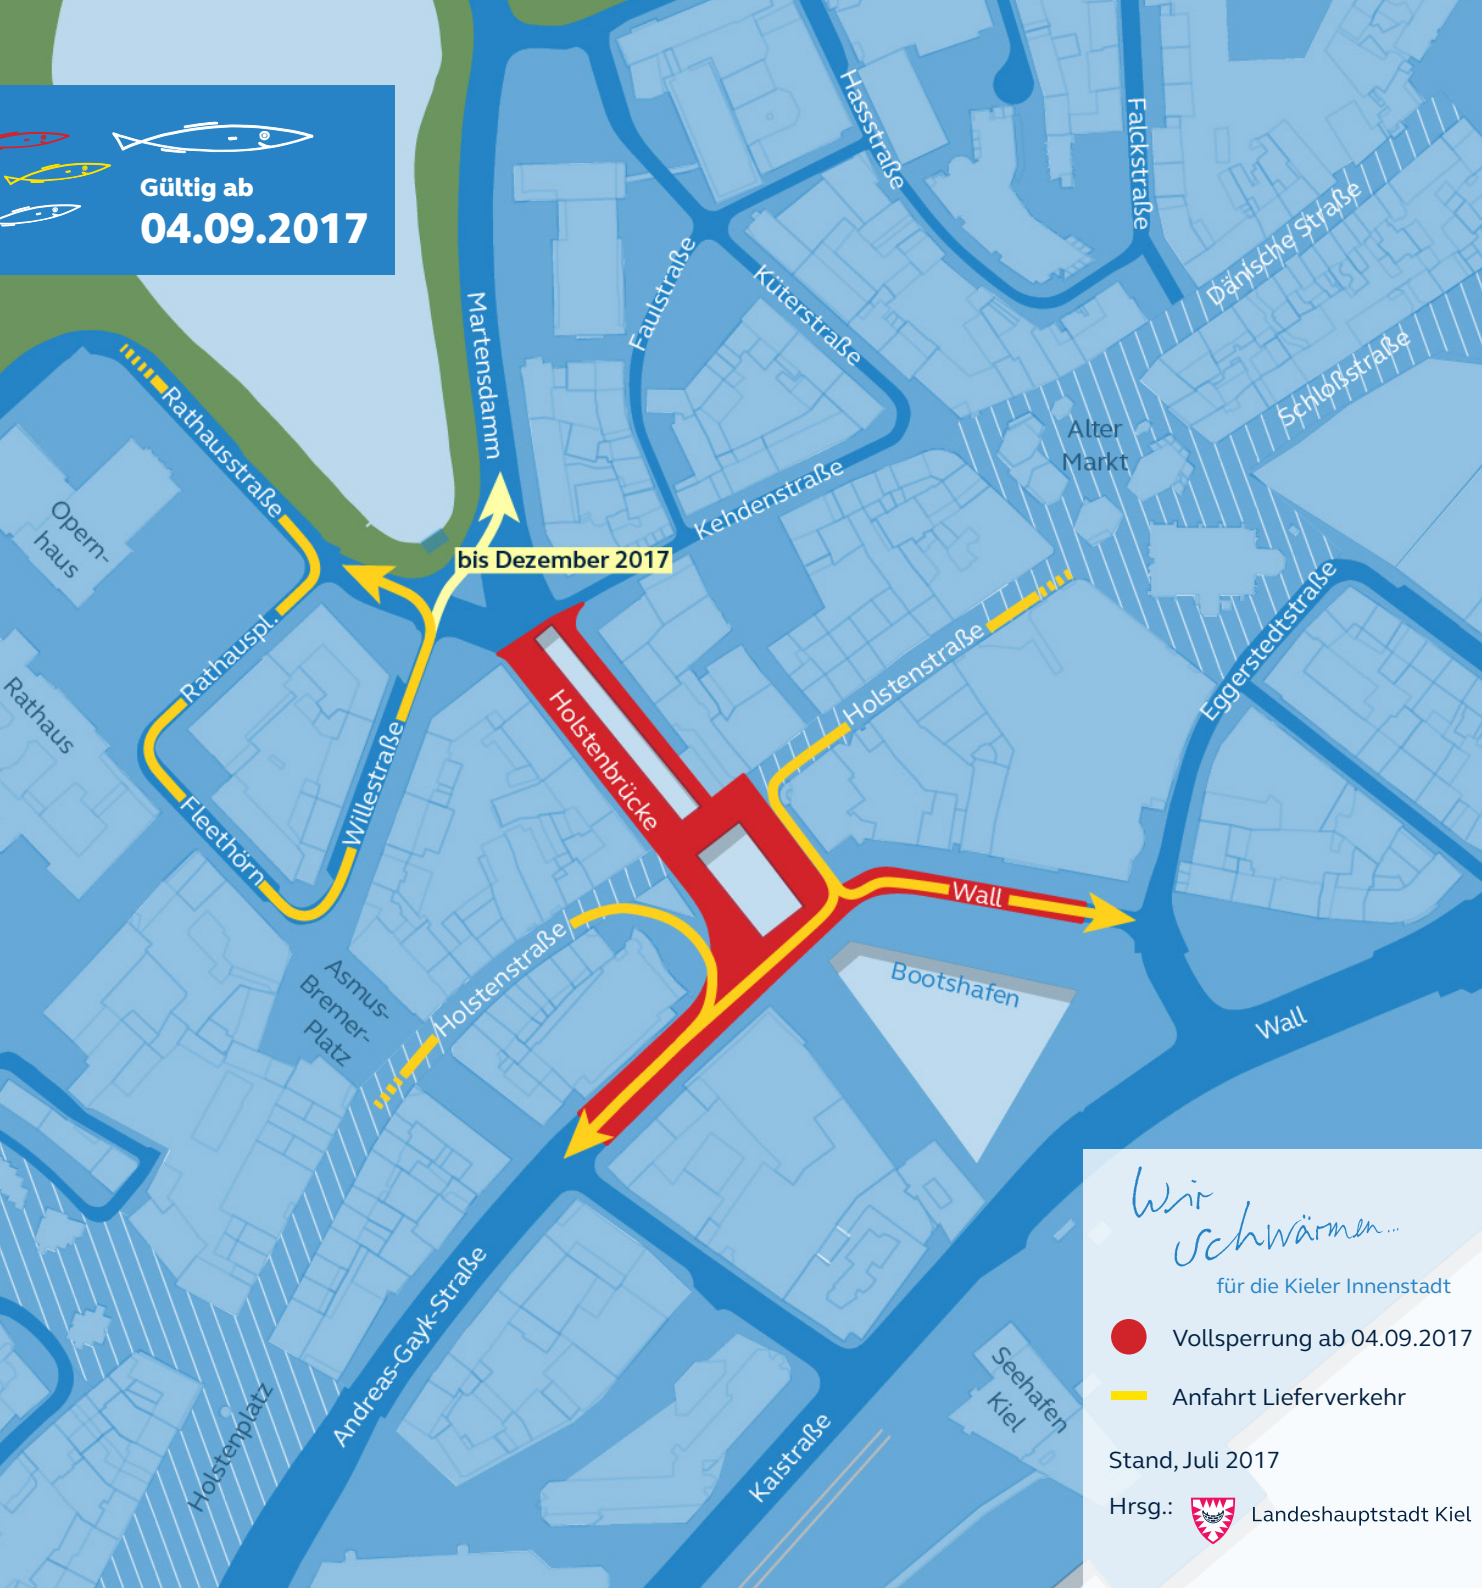 Gültig ab
04.09.2017
Hassstraße
Falckstraße
Dänische Straße
Schloßstraße
Martensdamm
Faulstraße
Küterstraße
Kehdenstraße
Alter
Markt
Rathausstraße
Opern-
haus
bis Dezember 2017
Rathauspl.
Rathaus
Willestraße
Fleethörn
Holstenbrücke
Holstenstraße
Eggerstedtstraße
Wall
Bootshafen
Wall
Holstenstraße
Asmus-
Bremer-
Platz
Andreas-Gayk-Straße
Holstenplatz
Kaistraße
Seehafen
Kiel
Wir
schwärmen...
für die Kieler Innenstadt
Vollsperrung ab 04.09.2017
Anfahrt Lieferverkehr
Stand, Juli 2017
Hrsg.: Landeshauptstadt Kiel